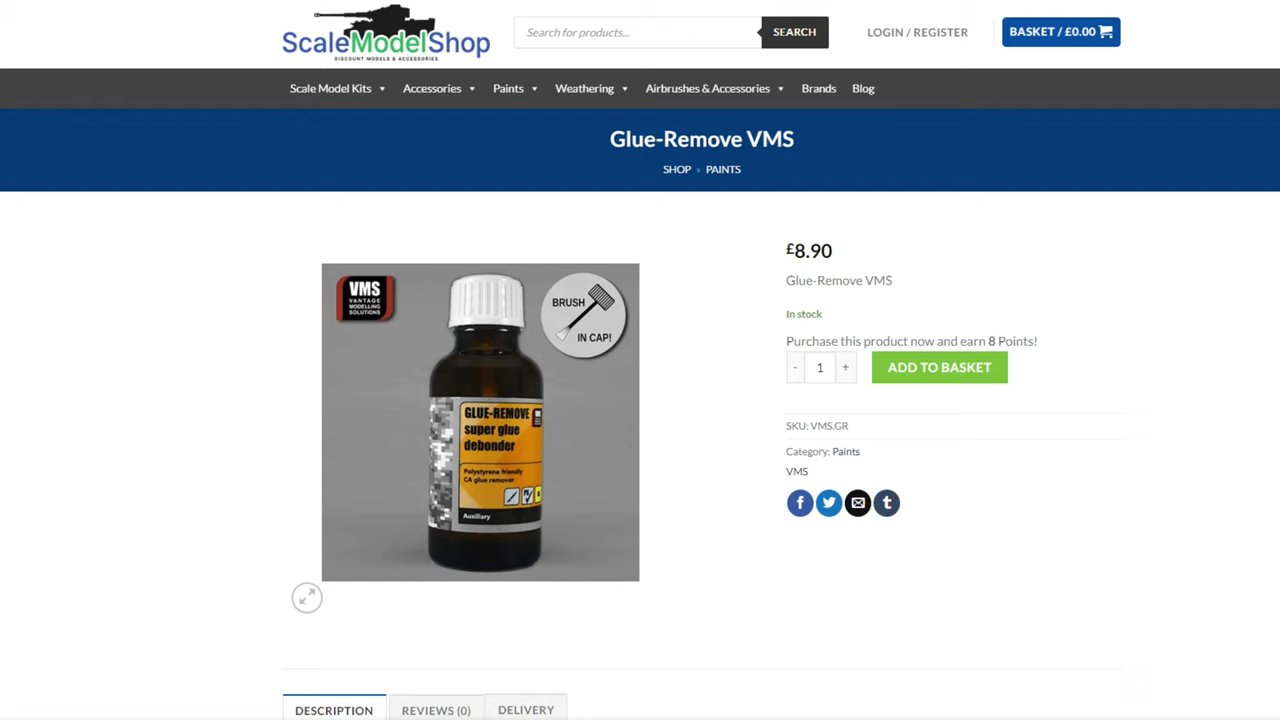 ScaleModelShop
DISCOUNT MODELS & ACCESSORIES
Search for products...
SEARCH
LOGIN / REGISTER
BASKET / £0.00
Scale Model Kits
Accessories
Paints
Weathering
Airbrushes & Accessories
Brands
Blog
Glue-Remove VMS
SHOP » PAINTS
VMS
VANTAGE
MODELLING
SOLUTIONS
BRUSH
IN CAP!
GLUE-REMOVE
super glue
debonder
Polystyrene friendly
CA glue remover
Auxiliary
£8.90
Glue-Remove VMS
In stock
Purchase this product now and earn 8 Points!
- 1 +
ADD TO BASKET
SKU: VMS.GR
Category: Paints
VMS
DESCRIPTION
REVIEWS (0)
DELIVERY